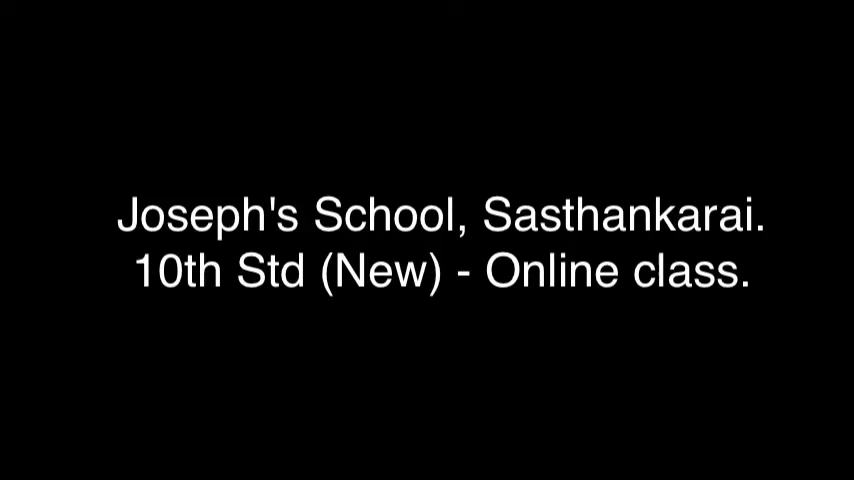 Joseph's School, Sasthankarai.
10th Std (New) - Online class.